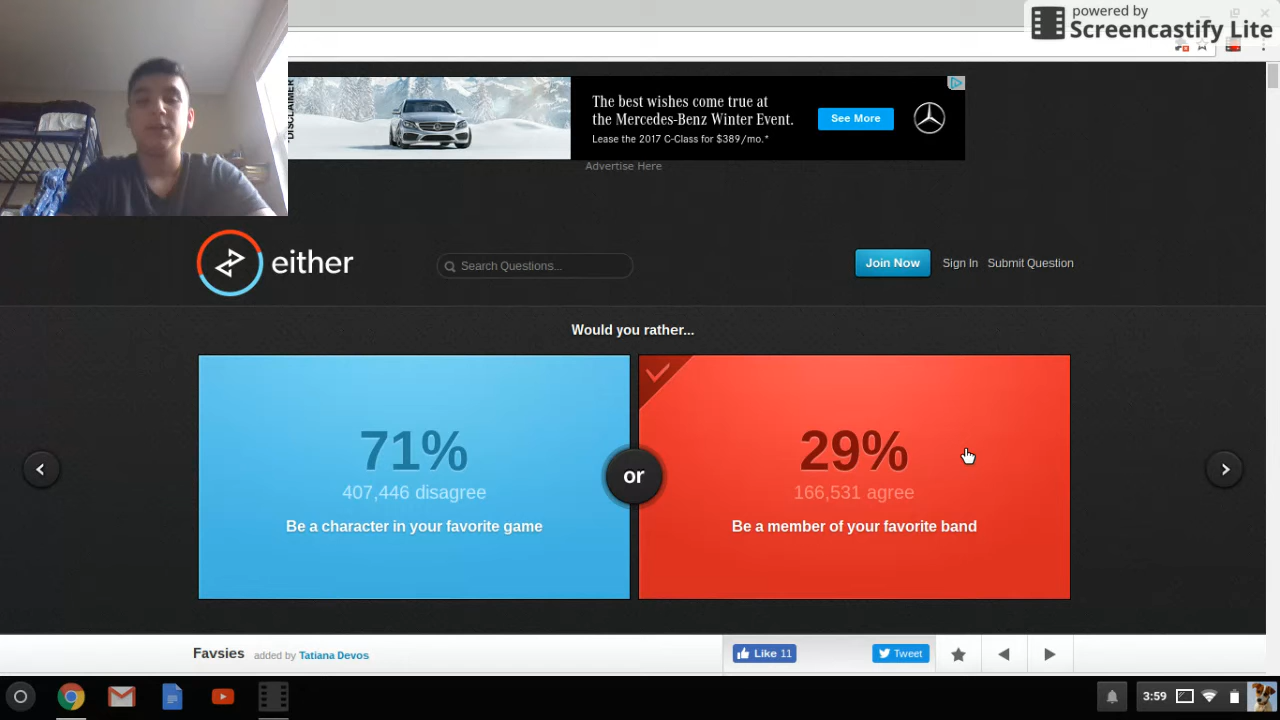 powered by
Screencastify Lite
*DISCLAIMER
The best wishes come true at
the Mercedes-Benz Winter Event.
Lease the 2017 C-Class for $389/mo.*
See More
Advertise Here
either
Search Questions...
Join Now
Sign In
Submit Question
Would you rather...
71%
407,446 disagree
Be a character in your favorite game
or
29%
166,531 agree
Be a member of your favorite band
Favsies
added by Tatiana Devos
Like 11
Tweet
3:59